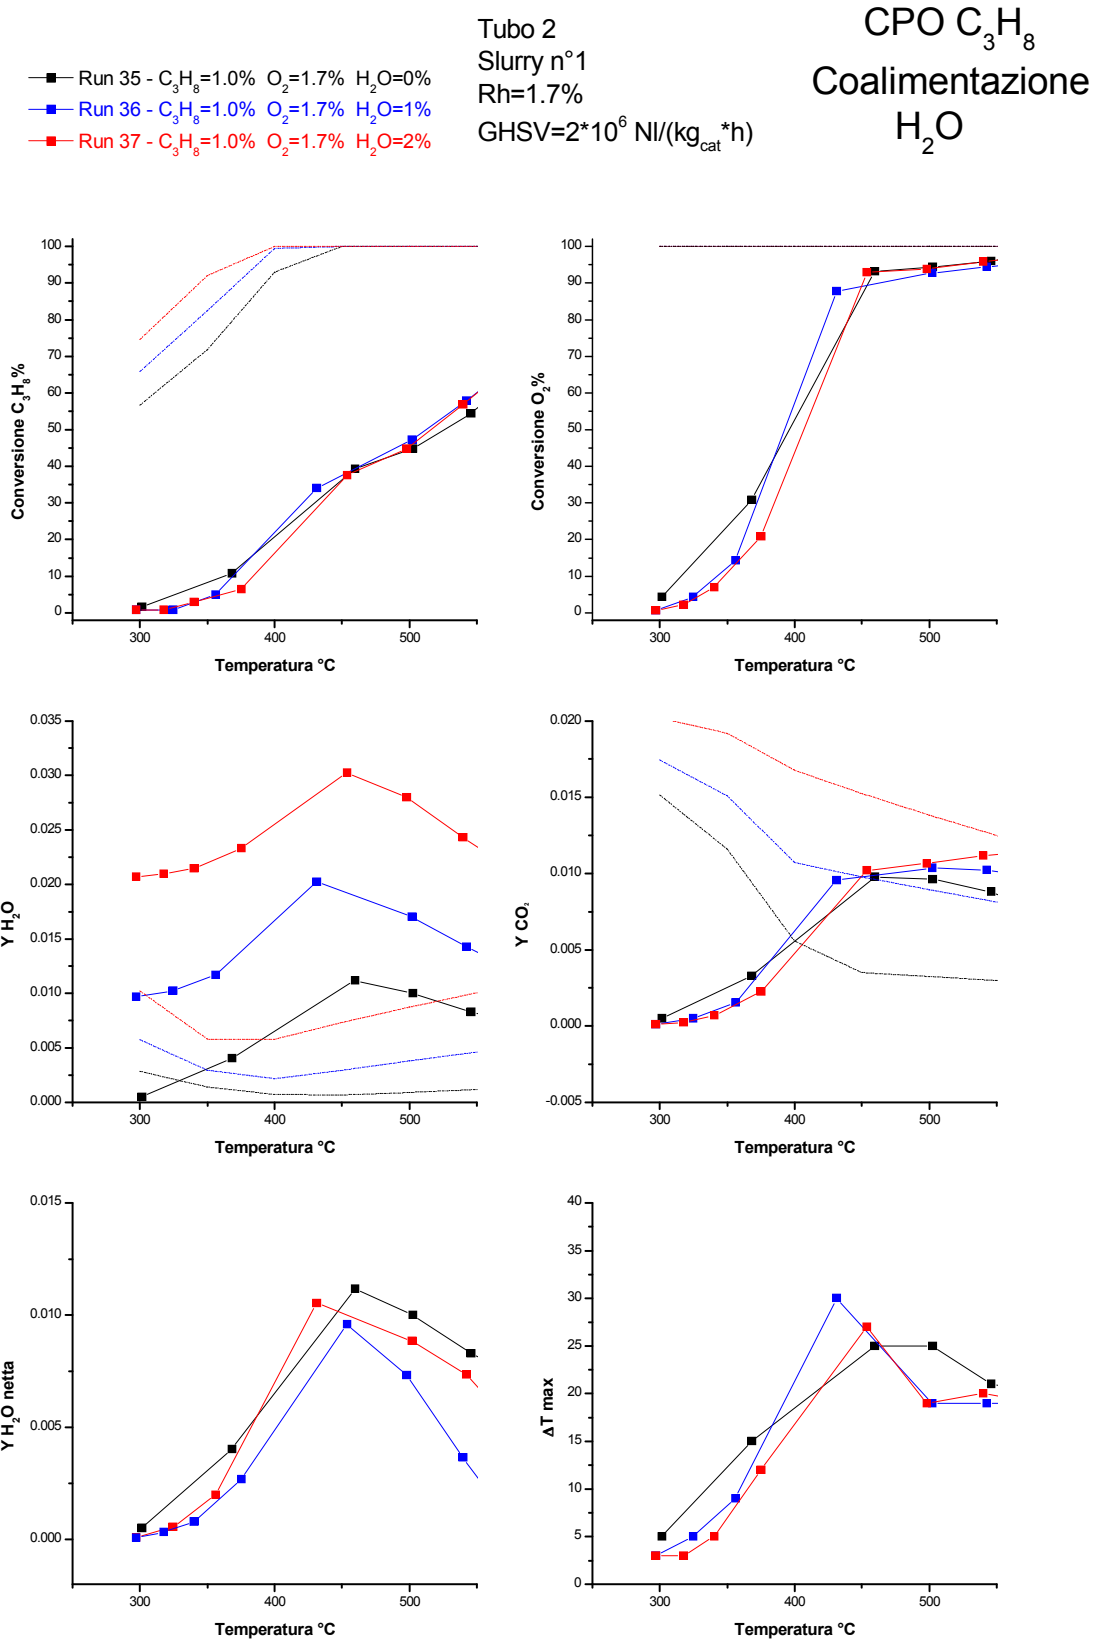 Tubo 2
Slurry n°1
Rh=1.7%
GHSV=2*10⁶ Nl/(kg_cat*h)
CPO C₃H₈
Coalimentazione
H₂O
Run 35 - C₃H₈=1.0% O₂=1.7% H₂O=0%
Run 36 - C₃H₈=1.0% O₂=1.7% H₂O=1%
Run 37 - C₃H₈=1.0% O₂=1.7% H₂O=2%
Conversione C₃H₈%
100
90
80
70
60
50
40
30
20
10
0
300 400 500
Temperatura °C
Conversione O₂%
100
90
80
70
60
50
40
30
20
10
0
300 400 500
Temperatura °C
Y H₂O
0.035
0.030
0.025
0.020
0.015
0.010
0.005
0.000
300 400 500
Temperatura °C
Y CO₂
0.020
0.015
0.010
0.005
0.000
-0.005
300 400 500
Temperatura °C
Y H₂O netta
0.015
0.010
0.005
0.000
300 400 500
Temperatura °C
ΔT max
40
35
30
25
20
15
10
5
0
300 400 500
Temperatura °C